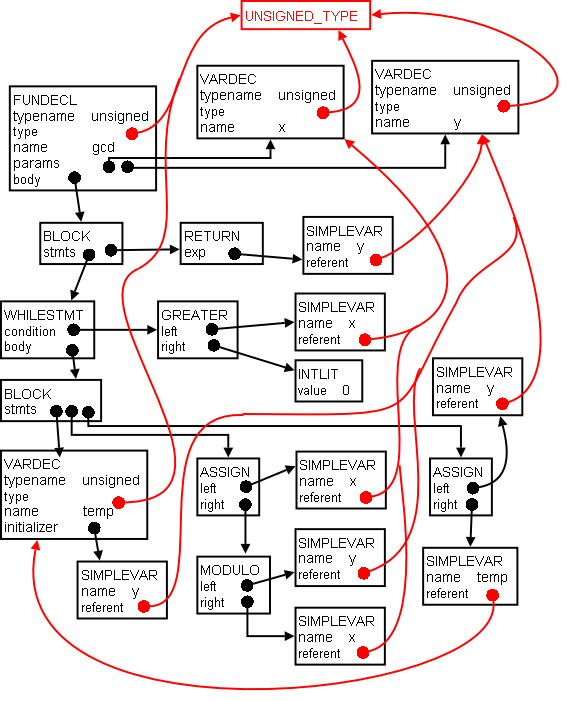 UNSIGNED_TYPE
VARDEC
typename unsigned
type
name x
VARDEC
typename unsigned
type
name y
FUNDECL
typename unsigned
type
name gcd
params
body
BLOCK
stmts
RETURN
exp
SIMPLEVAR
name y
referent
WHILESTMT
condition
body
GREATER
left
right
SIMPLEVAR
name x
referent
INTLIT
value 0
SIMPLEVAR
name y
referent
BLOCK
stmts
VARDEC
typename unsigned
type
name temp
initializer
ASSIGN
left
right
SIMPLEVAR
name x
referent
ASSIGN
left
right
SIMPLEVAR
name y
referent
MODULO
left
right
SIMPLEVAR
name y
referent
SIMPLEVAR
name temp
referent
SIMPLEVAR
name x
referent